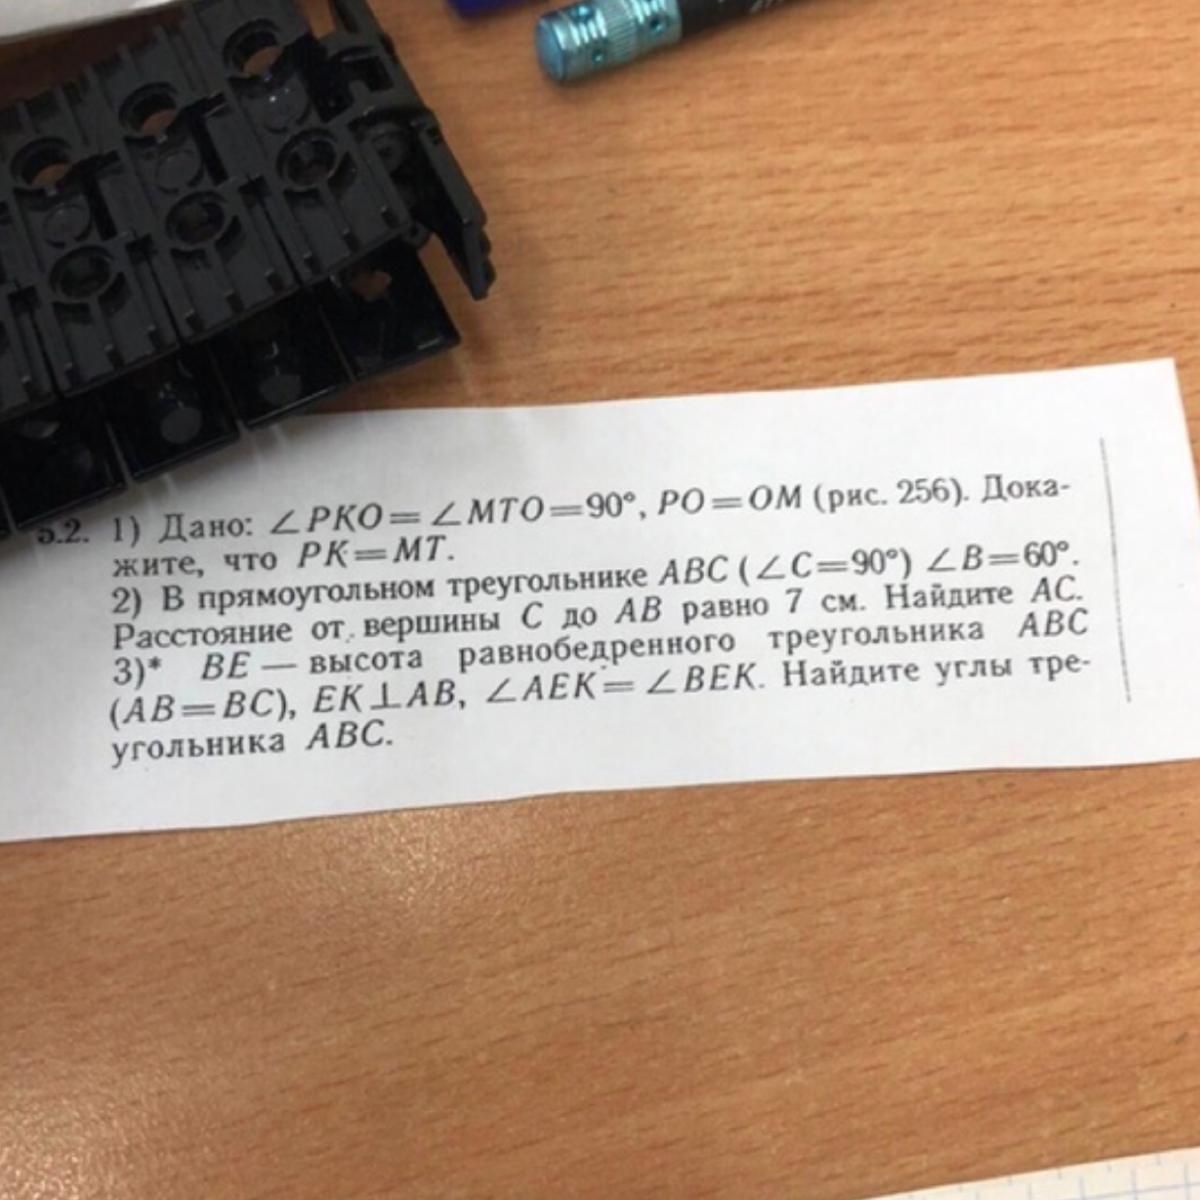 5.2. 1) Дано: ∠PKO=∠MTO=90°, PO=OM (рис. 256). Дока-
жите, что PK=MT.
2) В прямоугольном треугольнике ABC (∠C=90°) ∠B=60°.
Расстояние от вершины C до AB равно 7 см. Найдите AC.
3)* BE — высота равнобедренного треугольника ABC
(AB=BC), EK⊥AB, ∠AEK=∠BEK. Найдите углы тре-
угольника ABC.